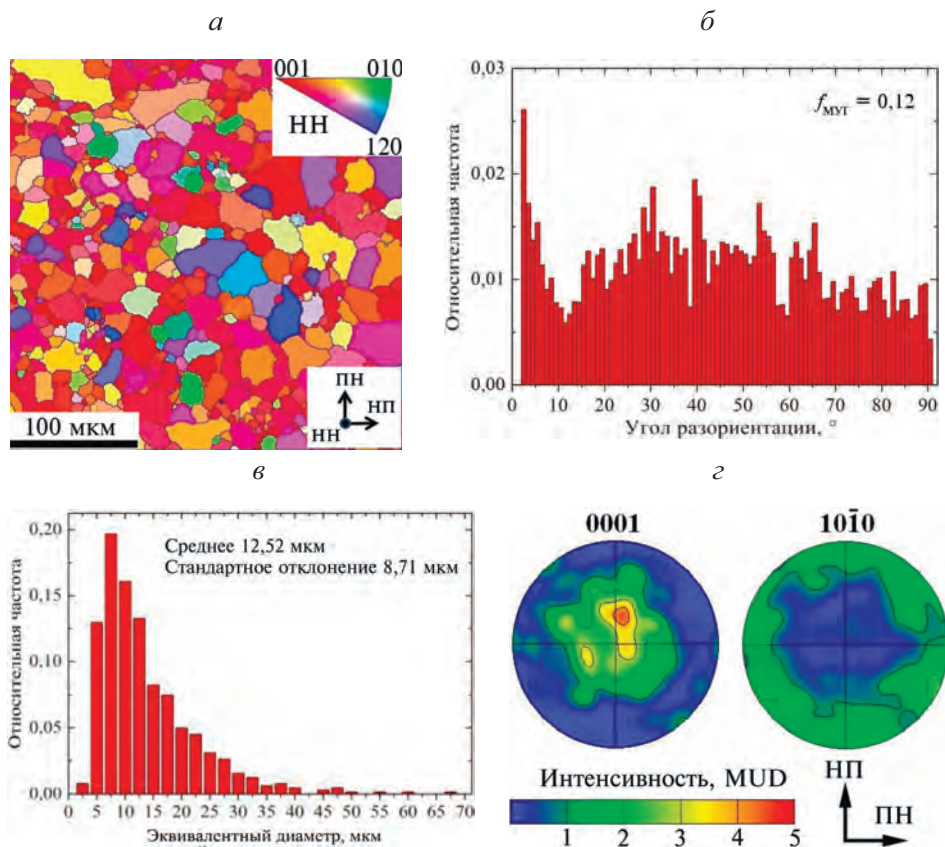 а
001 010
НН
120
100 мкм
ПН
НП
НН
б
0,03
0,02
0,01
0,00
Относительная частота
f_МУГ = 0,12
0 10 20 30 40 50 60 70 80 90
Угол разориентации, °
в
0,20
0,15
0,10
0,05
0,00
Относительная частота
Среднее 12,52 мкм
Стандартное отклонение 8,71 мкм
0 5 10 15 20 25 30 35 40 45 50 55 60 65 70
Эквивалентный диаметр, мкм
г
0001 101̄0
Интенсивность, MUD
1 2 3 4 5
НП
ПН